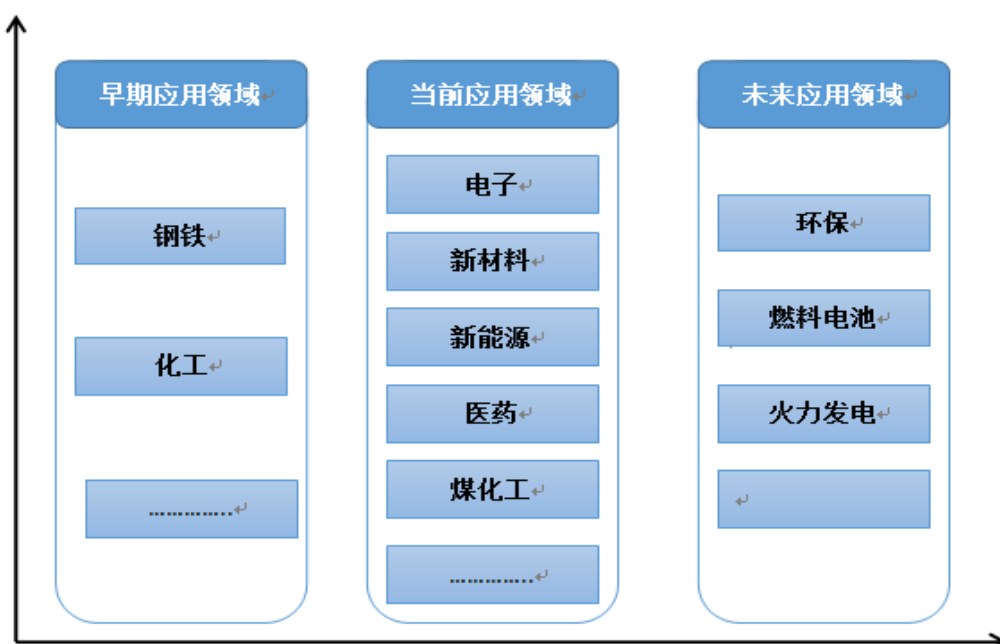 早期应用领域
钢铁
化工
…………..
当前应用领域
电子
新材料
新能源
医药
煤化工
…………..
未来应用领域
环保
燃料电池
火力发电